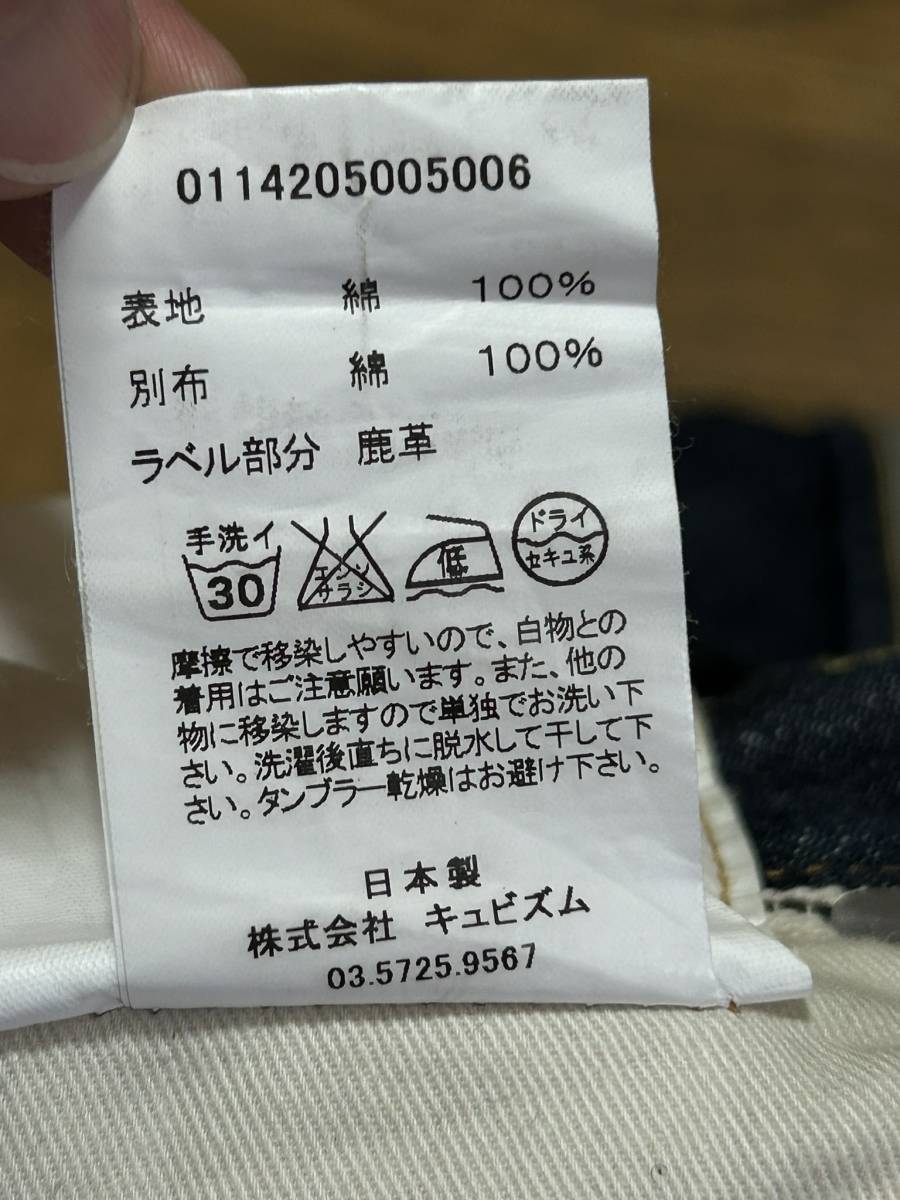 0114205005006
表地 綿 100%
別布 綿 100%
ラベル部分 鹿革
手洗イ
30
エンソ
サラシ
低
ドライ
セキユ系
摩擦で移染しやすいので、白物との
着用はご注意願います。また、他の
物に移染しますので単独でお洗い下
さい。洗濯後直ちに脱水して干して下
さい。タンブラー乾燥はお避け下さい。
日本製
株式会社 キュビズム
03.5725.9567